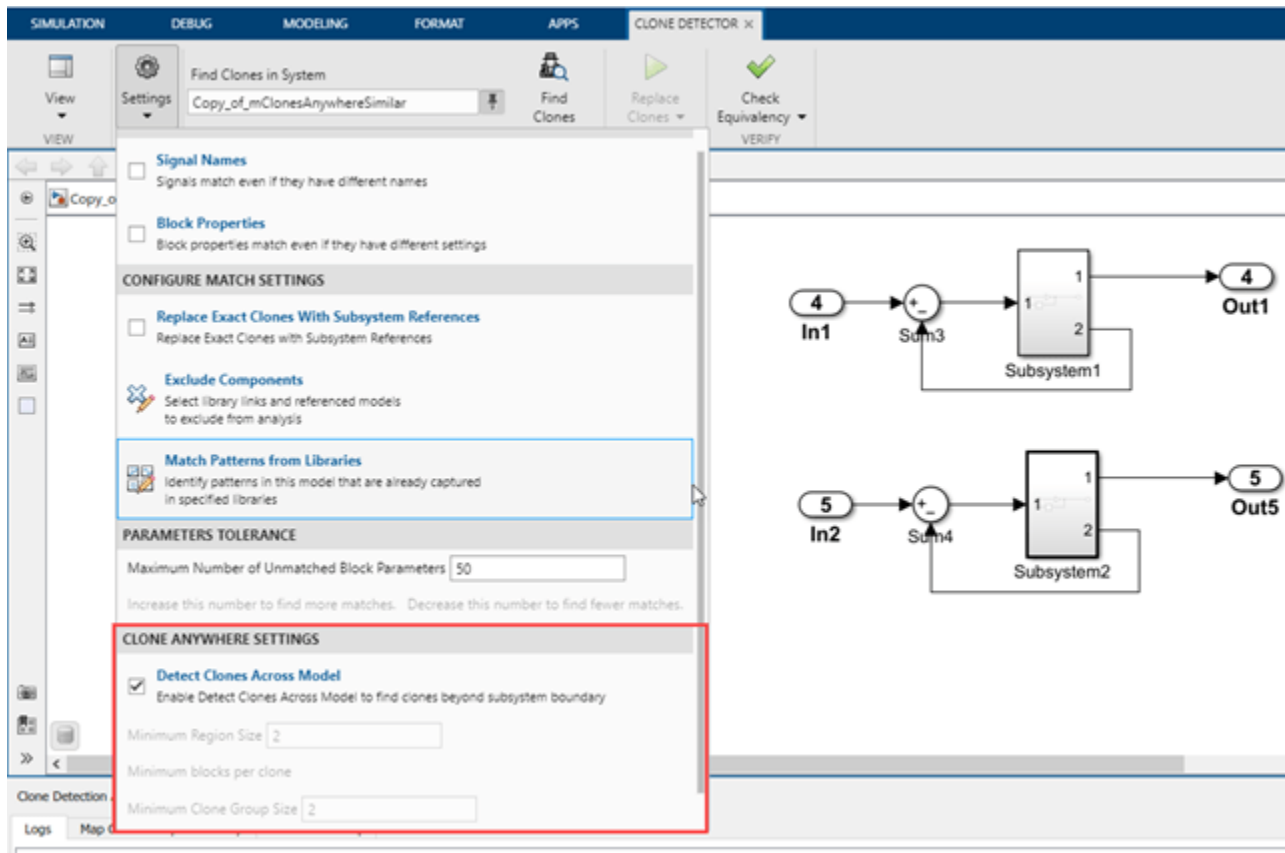 SIMULATION DEBUG MODELING FORMAT APPS CLONE DETECTOR ×
View
VIEW
Settings
Find Clones in System
Copy_of_mClonesAnywhereSimilar
Find
Clones
Replace
Clones
Check
Equivalency
VERIFY
Copy_o
Signal Names
Signals match even if they have different names
Block Properties
Block properties match even if they have different settings
CONFIGURE MATCH SETTINGS
Replace Exact Clones With Subsystem References
Replace Exact Clones with Subsystem References
Exclude Components
Select library links and referenced models
to exclude from analysis
Match Patterns from Libraries
Identify patterns in this model that are already captured
in specified libraries
PARAMETERS TOLERANCE
Maximum Number of Unmatched Block Parameters 50
Increase this number to find more matches. Decrease this number to find fewer matches.
CLONE ANYWHERE SETTINGS
Detect Clones Across Model
Enable Detect Clones Across Model to find clones beyond subsystem boundary
Minimum Region Size 2
Minimum blocks per clone
Minimum Clone Group Size 2
4
In1
+
_
Sum3
1
1
2
Subsystem1
4
Out1
5
In2
+
_
Sum4
1
1
2
Subsystem2
5
Out5
Clone Detection
Logs Map